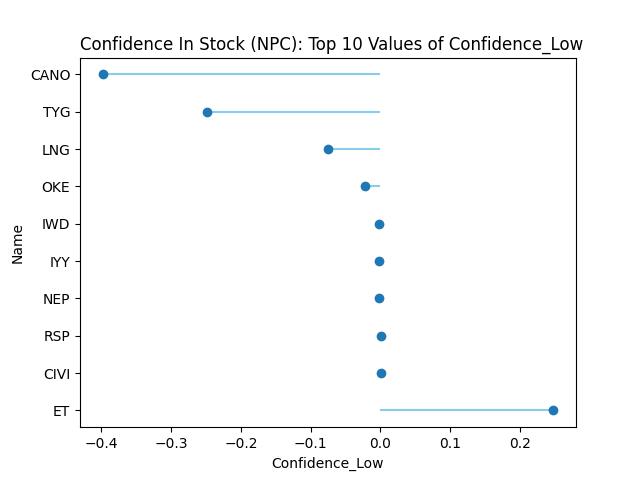 Confidence In Stock (NPC): Top 10 Values of Confidence_Low
CANO
TYG
LNG
OKE
IWD
IYY
NEP
RSP
CIVI
ET
Name
−0.4 −0.3 −0.2 −0.1 0.0 0.1 0.2
Confidence_Low